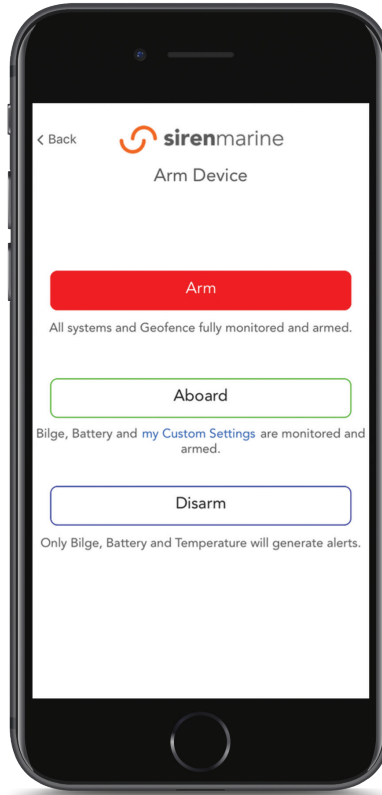 < Back
sirenmarine
Arm Device
Arm
All systems and Geofence fully monitored and armed.
Aboard
Bilge, Battery and my Custom Settings are monitored and
armed.
Disarm
Only Bilge, Battery and Temperature will generate alerts.